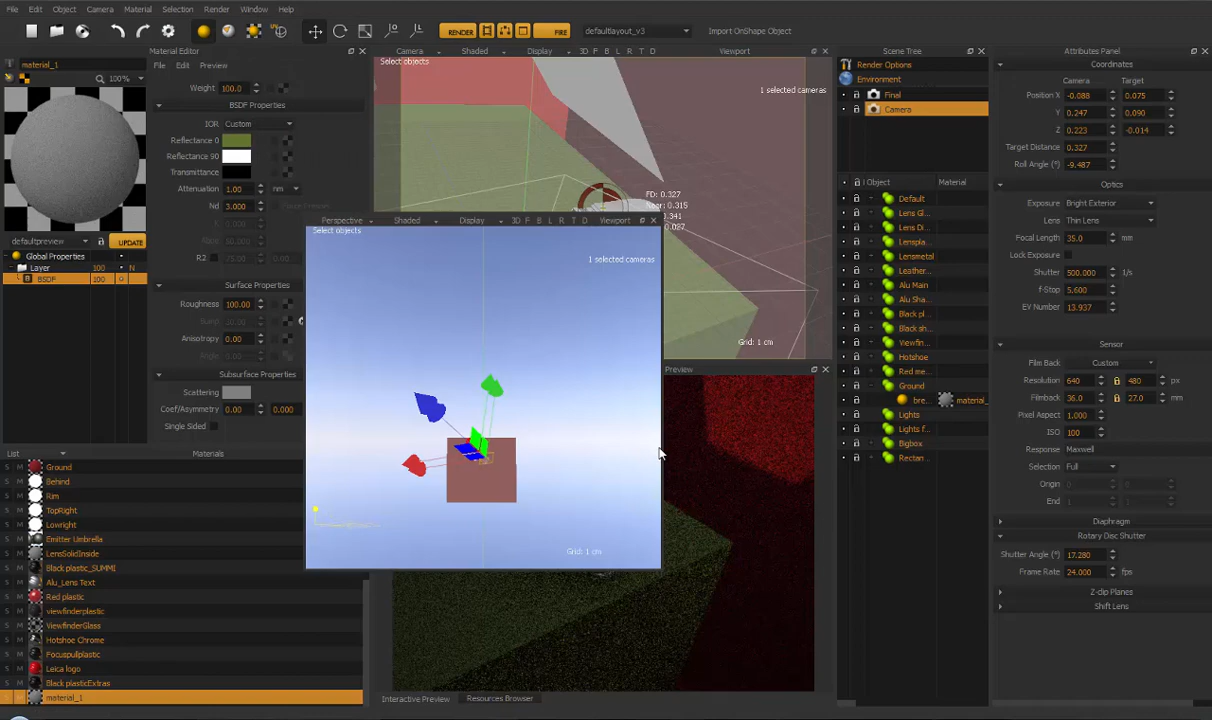 File Edit Object Camera Material Selection Render Window Help
RENDER FIRE defaultlayout_v3 Import OnShape Object
Material Editor
material_1
100%
File Edit Preview
Weight 100.0
BSDF Properties
IOR Custom
Reflectance 0
Reflectance 90
Transmittance
Attenuation 1.00 nm
Nd 3.000
R2
Surface Properties
Roughness 100.00
Anisotropy 0.00
Subsurface Properties
Scattering
Coef/Asymmetry 0.00 0.000
Single Sided
defaultpreview UPDATE
Global Properties
Layer 100 N
BSDF 100
List Materials
S M Ground
S M Behind
S M Rim
S M TopRight
S M Lowright
S M Emitter Umbrella
S M LensSolidInside
S M Black plastic_SUMMI
S M Alu_Lens Text
S M Red plastic
S M viewfinderplastic
S M ViewfinderGlass
S M Hotshoe Chrome
S M Focuspullplastic
S M Leica logo
S M Black plasticExtras
S M material_1
Camera Shaded Display 3D F B L R T D Viewport
Select objects
1 selected cameras
FD: 0.327
Near: 0.315
Grid: 1 cm
Perspective Shaded Display 3D F B L R T D Viewport
Select objects
1 selected cameras
Grid: 1 cm
Preview
Interactive Preview Resources Browser
Scene Tree
Render Options
Environment
Final
Camera
Object Material
Default
Lens Gl...
Lens Di...
Lenspla...
Lensmetal
Leather...
Alu Main
Alu Sha...
Black pl...
Black sh...
Viewfin...
Hotshoe
Red me...
Ground
bre... material_
Lights
Lights f...
Bigbox
Rectan...
Attributes Panel
Coordinates
Camera Target
Position X -0.088 0.075
Y 0.247 0.090
Z 0.223 -0.014
Target Distance 0.327
Roll Angle (°) -9.487
Optics
Exposure Bright Exterior
Lens Thin Lens
Focal Length 35.0 mm
Lock Exposure
Shutter 500.000 1/s
f-Stop 5.600
EV Number 13.937
Sensor
Film Back Custom
Resolution 640 480 px
Filmback 36.0 27.0 mm
Pixel Aspect 1.000
ISO 100
Response Maxwell
Selection Full
Origin 0 0
End 1 1
Diaphragm
Rotary Disc Shutter
Shutter Angle (°) 17.280
Frame Rate 24.000 fps
Z-clip Planes
Shift Lens